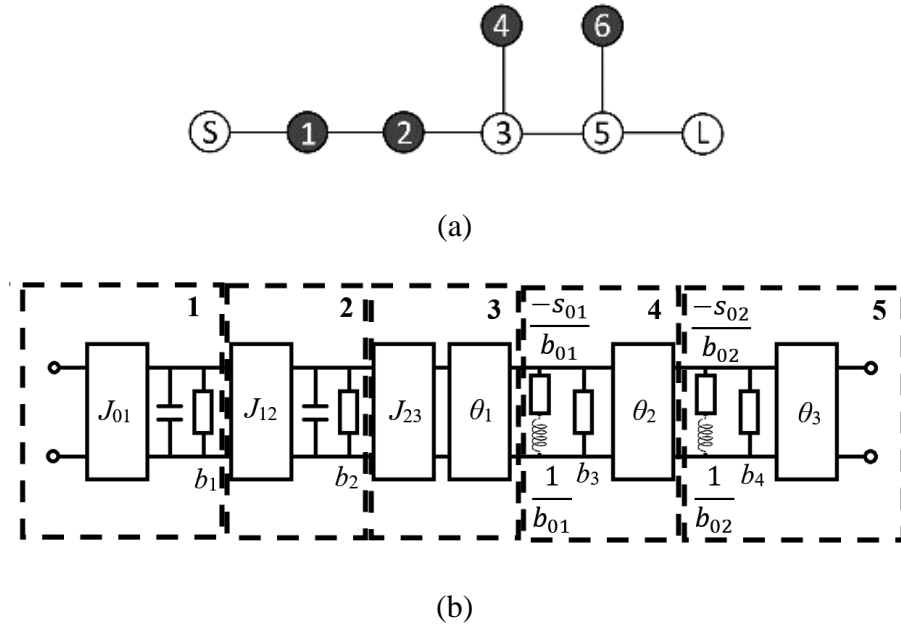 4 6
S 1 2 3 5 L
(a)
1 2 3 4 5
−s₀₁/b₀₁ −s₀₂/b₀₂
J₀₁ J₁₂ J₂₃ θ₁ θ₂ θ₃
b₁ b₂ 1/b₀₁ b₃ 1/b₀₂ b₄
(b)